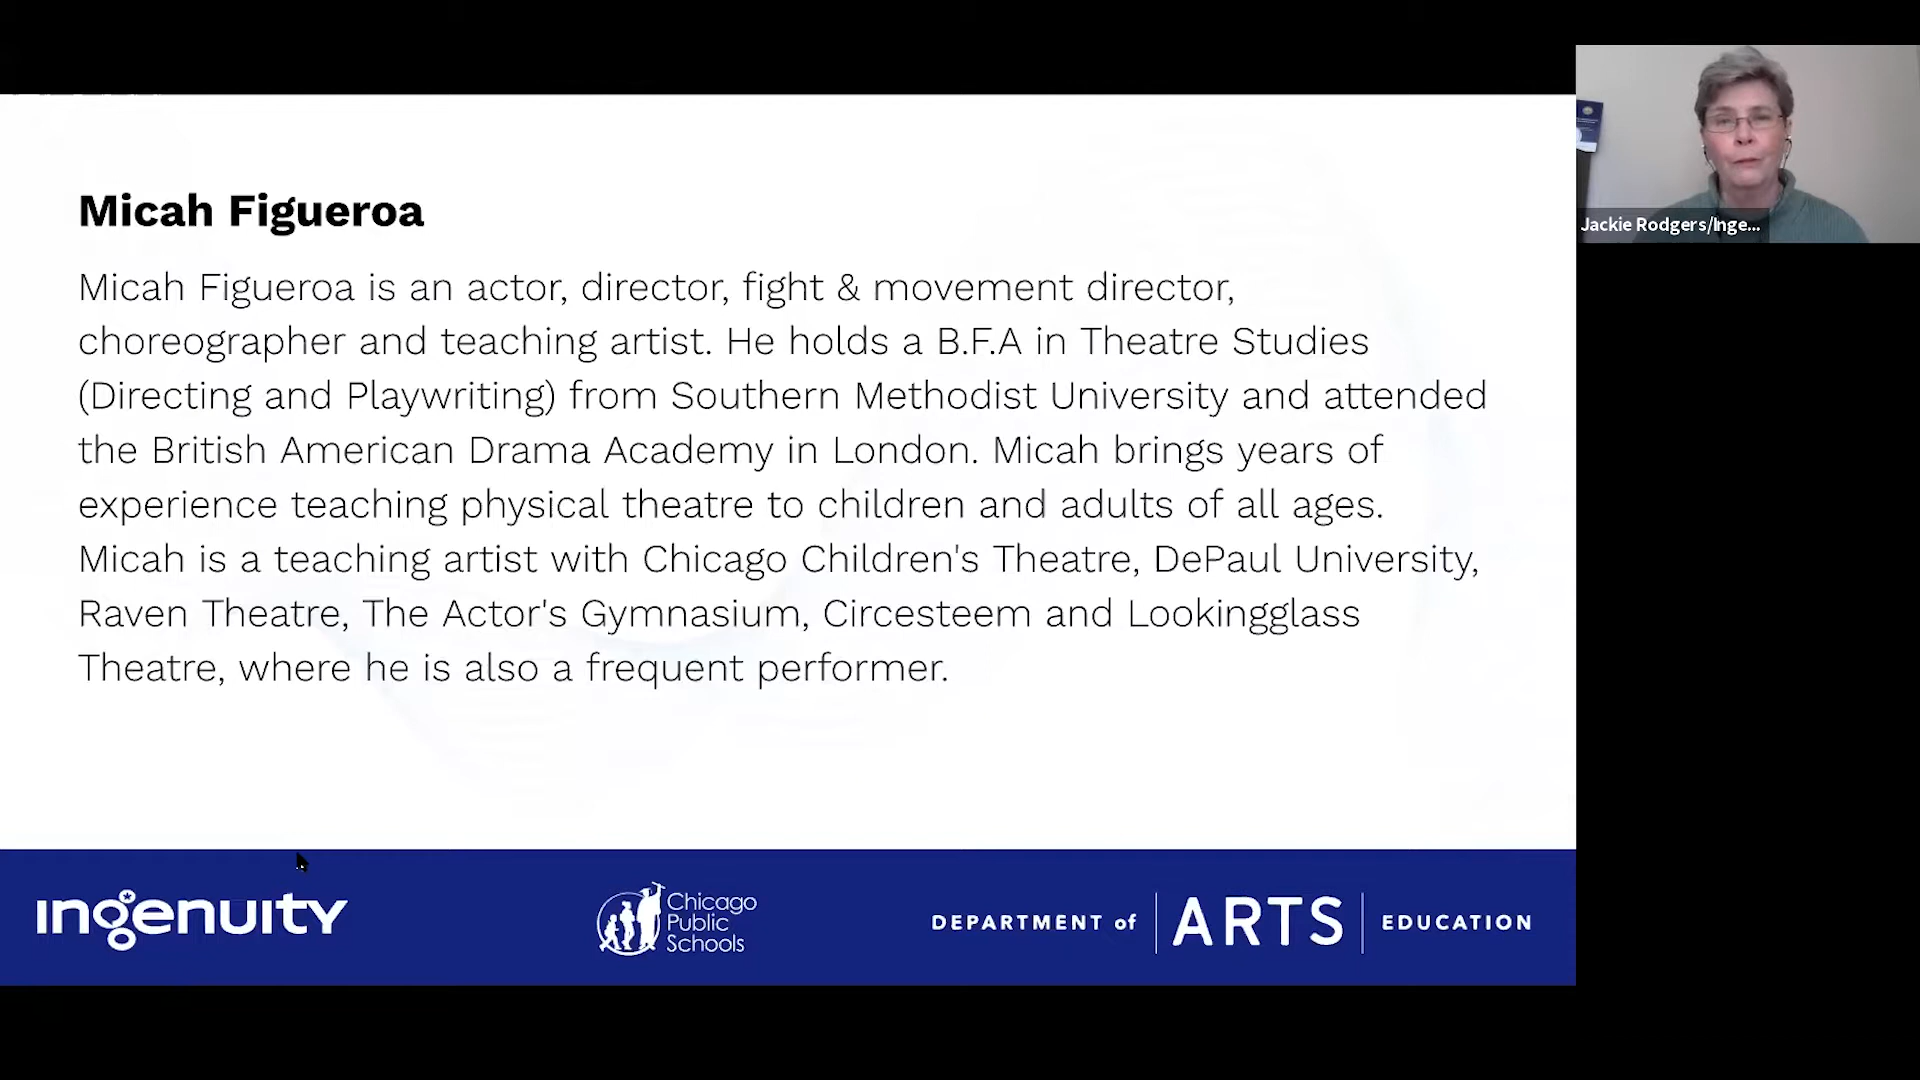 Micah Figueroa
Micah Figueroa is an actor, director, fight & movement director,
choreographer and teaching artist. He holds a B.F.A in Theatre Studies
(Directing and Playwriting) from Southern Methodist University and attended
the British American Drama Academy in London. Micah brings years of
experience teaching physical theatre to children and adults of all ages.
Micah is a teaching artist with Chicago Children's Theatre, DePaul University,
Raven Theatre, The Actor's Gymnasium, Circesteem and Lookingglass
Theatre, where he is also a frequent performer.
Jackie Rodgers/Inge...
ingenuity
Chicago
Public
Schools
DEPARTMENT of ARTS EDUCATION